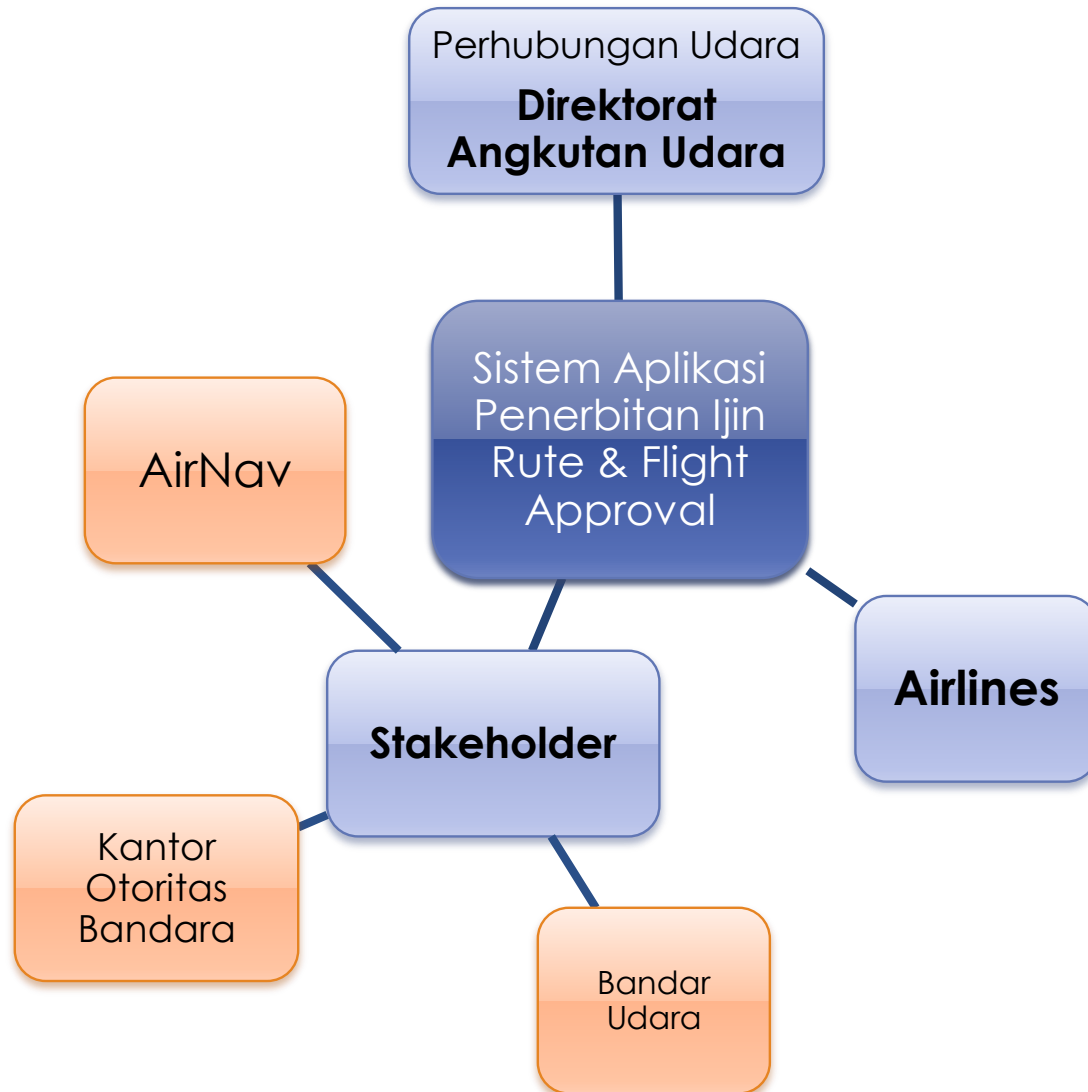 Perhubungan Udara
Direktorat
Angkutan Udara
Sistem Aplikasi
Penerbitan Ijin
Rute & Flight
Approval
AirNav
Airlines
Stakeholder
Kantor
Otoritas
Bandara
Bandar
Udara